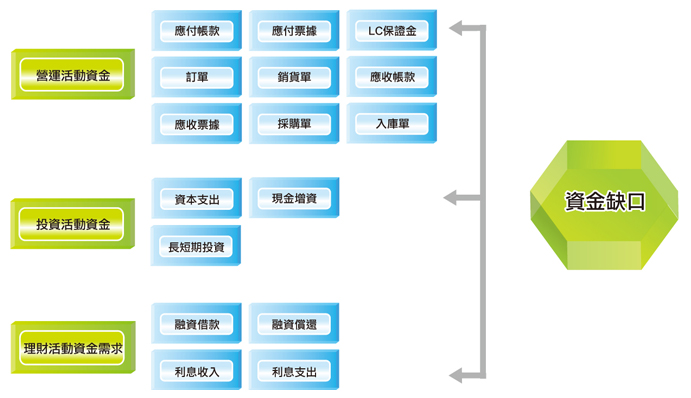 營運活動資金
應付帳款
應付票據
LC保證金
訂單
銷貨單
應收帳款
應收票據
採購單
入庫單
投資活動資金
資本支出
現金增資
長短期投資
理財活動資金需求
融資借款
融資償還
利息收入
利息支出
資金缺口